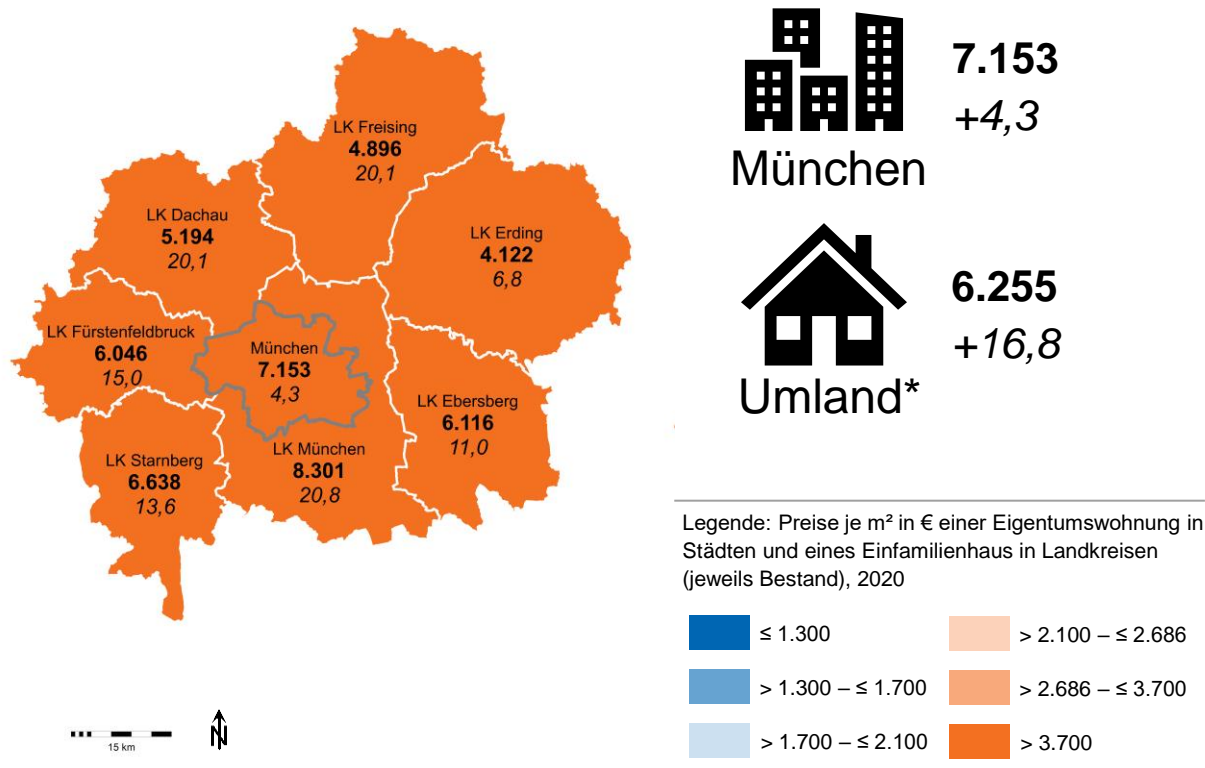 LK Freising
4.896
20,1
LK Dachau
5.194
20,1
LK Erding
4.122
6,8
LK Fürstenfeldbruck
6.046
15,0
München
7.153
4,3
LK Ebersberg
6.116
11,0
LK Starnberg
6.638
13,6
LK München
8.301
20,8
15 km
N
7.153
+4,3
München
6.255
+16,8
Umland*
Legende: Preise je m² in € einer Eigentumswohnung in
Städten und eines Einfamilienhaus in Landkreisen
(jeweils Bestand), 2020
≤ 1.300
> 1.300 – ≤ 1.700
> 1.700 – ≤ 2.100
> 2.100 – ≤ 2.686
> 2.686 – ≤ 3.700
> 3.700